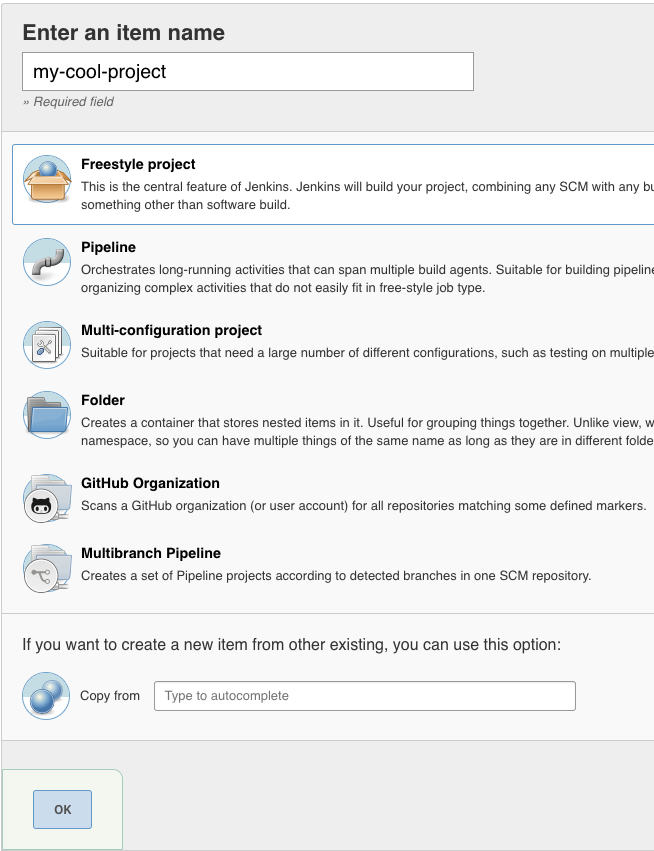 Enter an item name
my-cool-project
» Required field
Freestyle project
This is the central feature of Jenkins. Jenkins will build your project, combining any SCM with any
something other than software build.
Pipeline
Orchestrates long-running activities that can span multiple build agents. Suitable for building
organizing complex activities that do not easily fit in free-style job type.
Multi-configuration project
Suitable for projects that need a large number of different configurations, such as testing on multiple
Folder
Creates a container that stores nested items in it. Useful for grouping things together. Unlike view,
namespace, so you can have multiple things of the same name as long as they are in different
GitHub Organization
Scans a GitHub organization (or user account) for all repositories matching some defined markers.
Multibranch Pipeline
Creates a set of Pipeline projects according to detected branches in one SCM repository.
If you want to create a new item from other existing, you can use this option:
Copy from
Type to autocomplete
OK